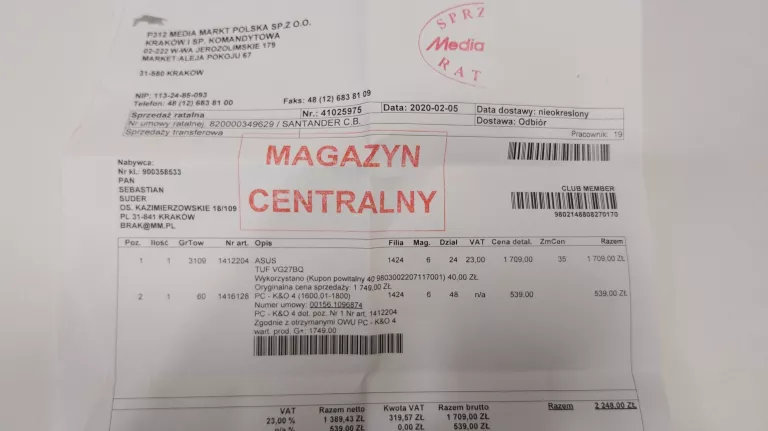 P312 MEDIA MARKT POLSKA SP.Z O.O.
KRAKÓW I SP. KOMANDYTOWA
02-222 W-WA JEROZOLIMSKIE 179
MARKET:ALEJA POKOJU 67
31-580 KRAKÓW
NIP: 113-24-85-093
Telefon: 48 (12) 683 81 00 Faks: 48 (12) 683 81 09
SPRZ
Media
RAT
Sprzedaż ratalna Nr.: 41025975 Data: 2020-02-05 Data dostawy: nieokreslony
Nr umowy ratalnej. 820000349629 / SANTANDER C.B. Dostawa: Odbiór
Sprzedaży transferowa Pracownik: 19
MAGAZYN
CENTRALNY
Nabywca:
Nr kl.: 900358533
PAN
SEBASTIAN
SUDER
OS. KAZIMIERZOWSKIE 18/109
PL 31-841 KRAKÓW
BRAK@MM.PL
CLUB MEMBER
9802146808270170
Poz. Ilość GrTow Nr art. Opis Filia Mag. Dział VAT Cena detal. ZmCen Razem
1 1 3109 1412204 ASUS 1424 6 24 23,00 1 709,00 35 1 709,00 ZŁ
TUF VG27BQ
Wykorzystano (Kupon powitalny 40 9803002207117001) 40,00 ZŁ
Oryginalna cena sprzedaży: 1 749,00 ZŁ
2 1 60 1416128 PC - K&O 4 (1600.01-1800) 1424 6 48 n/a 539.00 539.00 ZŁ
Numer umowy: 00156.1096874
PC - K&O 4 dot. poz. Nr 1 Nr art. 1412204
Zgodnie z otrzymanymi OWU PC - K&O 4
wart. prod. G+: 1749.00
VAT Razem netto Kwota VAT Razem brutto Razem 2 248,00 ZŁ
23,00 % 1 389,43 ZŁ 319,57 ZŁ 1 709,00 ZŁ
n/a % 539,00 ZŁ 0,00 ZŁ 539,00 ZŁ